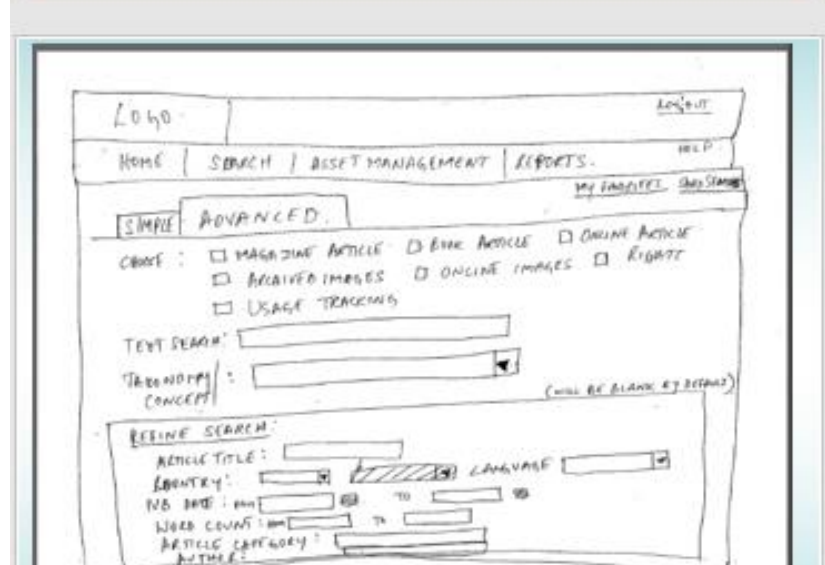 LOGO LOGOUT
HOME | SEARCH | ASSET MANAGEMENT | REPORTS. HELP
MY FAVORITES
SIMPLE ADVANCED.
CHOOSE : MAGAZINE ARTICLE BOOK ARTICLE ONLINE ARTICLE
ARCHIVED IMAGES ONLINE IMAGES RIGHTS
USAGE TRACKING
TEXT SEARCH:
TAXONOMY/ :
CONCEPT
(WILL BE BLANK BY DEFAULT)
REFINE SEARCH:
ARTICLE TITLE :
COUNTRY: LANGUAGE
DATE : TO
WORD COUNT : TO
ARTICLE CATEGORY :
AUTHOR :